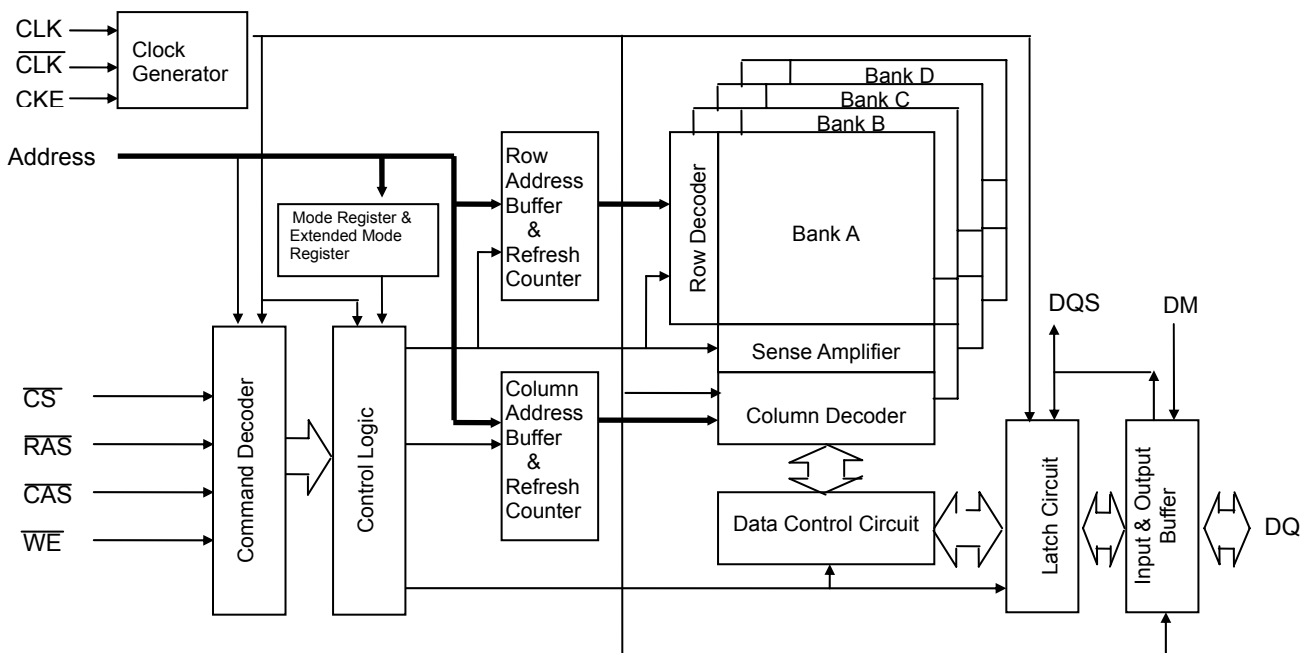 CLK
CLK
CKE
Clock
Generator
Address
Mode Register &
Extended Mode
Register
Row
Address
Buffer
&
Refresh
Counter
Row Decoder
Bank D
Bank C
Bank B
Bank A
Sense Amplifier
Column Decoder
CS
RAS
CAS
WE
Command Decoder
Control Logic
Column
Address
Buffer
&
Refresh
Counter
Data Control Circuit
DQS
DM
Latch Circuit
Input & Output
Buffer
DQ